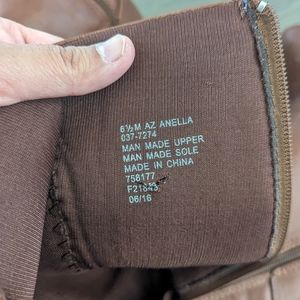 6½M AZ ANELLA
037-7274
MAN MADE UPPER
MAN MADE SOLE
MADE IN CHINA
758177
06/16